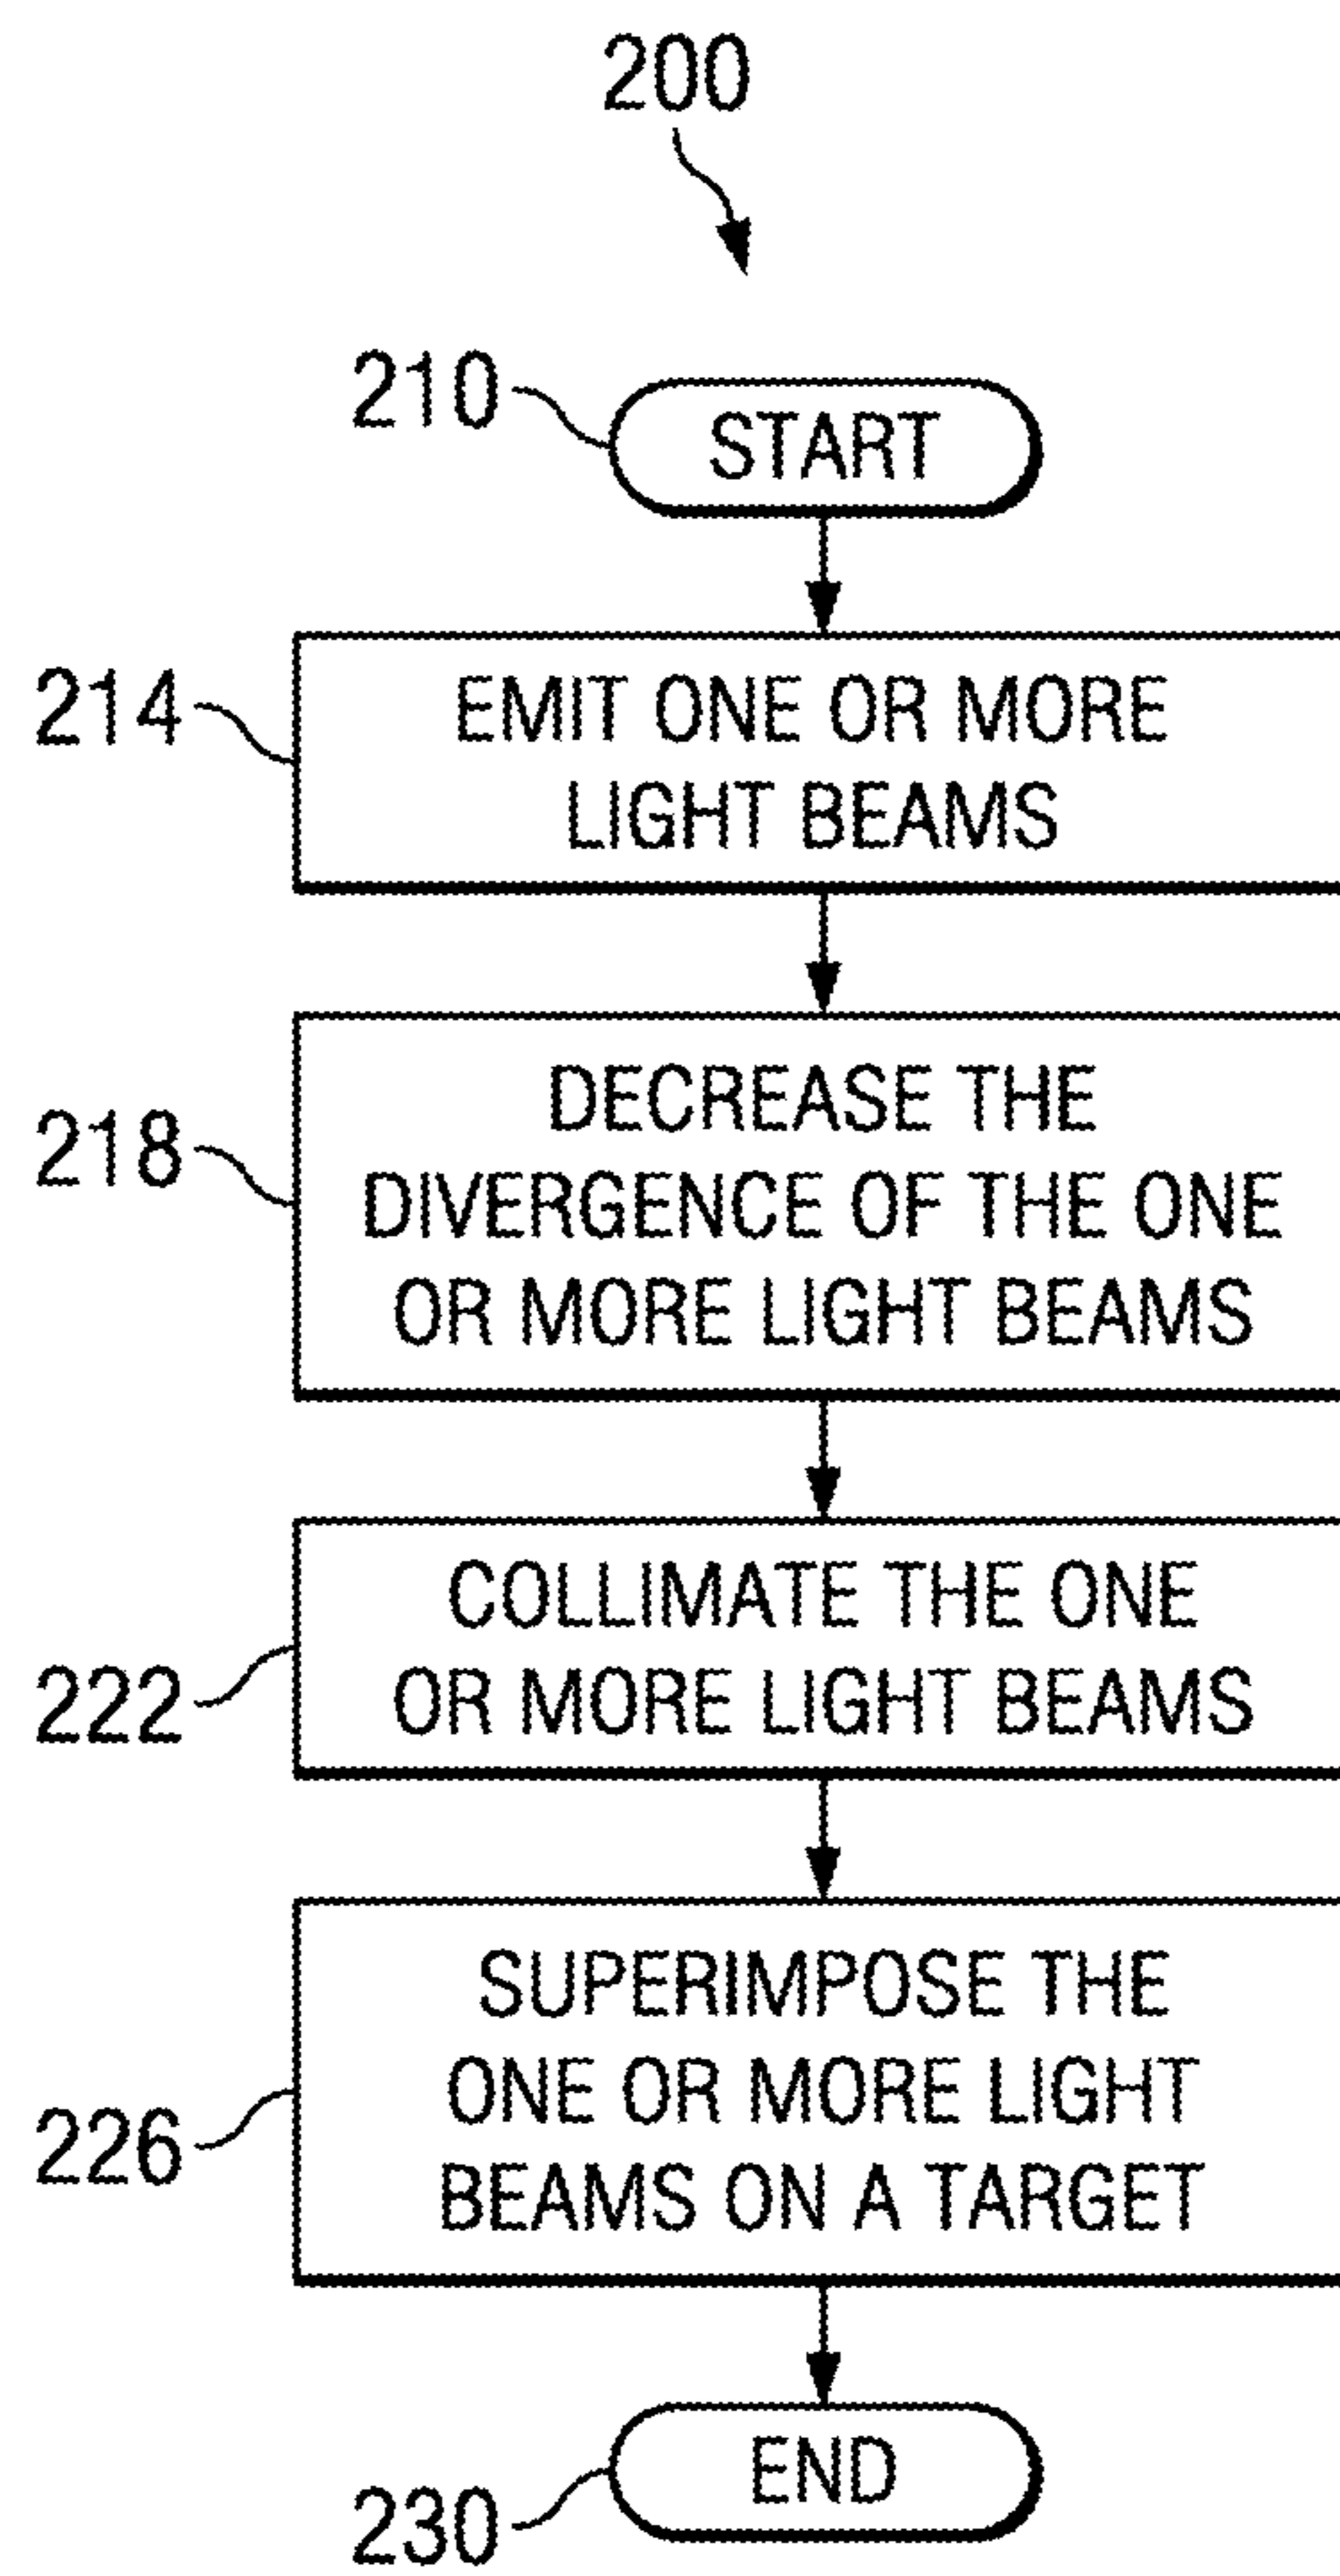 200
210
START
214
EMIT ONE OR MORE
LIGHT BEAMS
218
DECREASE THE
DIVERGENCE OF THE ONE
OR MORE LIGHT BEAMS
222
COLLIMATE THE ONE
OR MORE LIGHT BEAMS
226
SUPERIMPOSE THE
ONE OR MORE LIGHT
BEAMS ON A TARGET
230
END